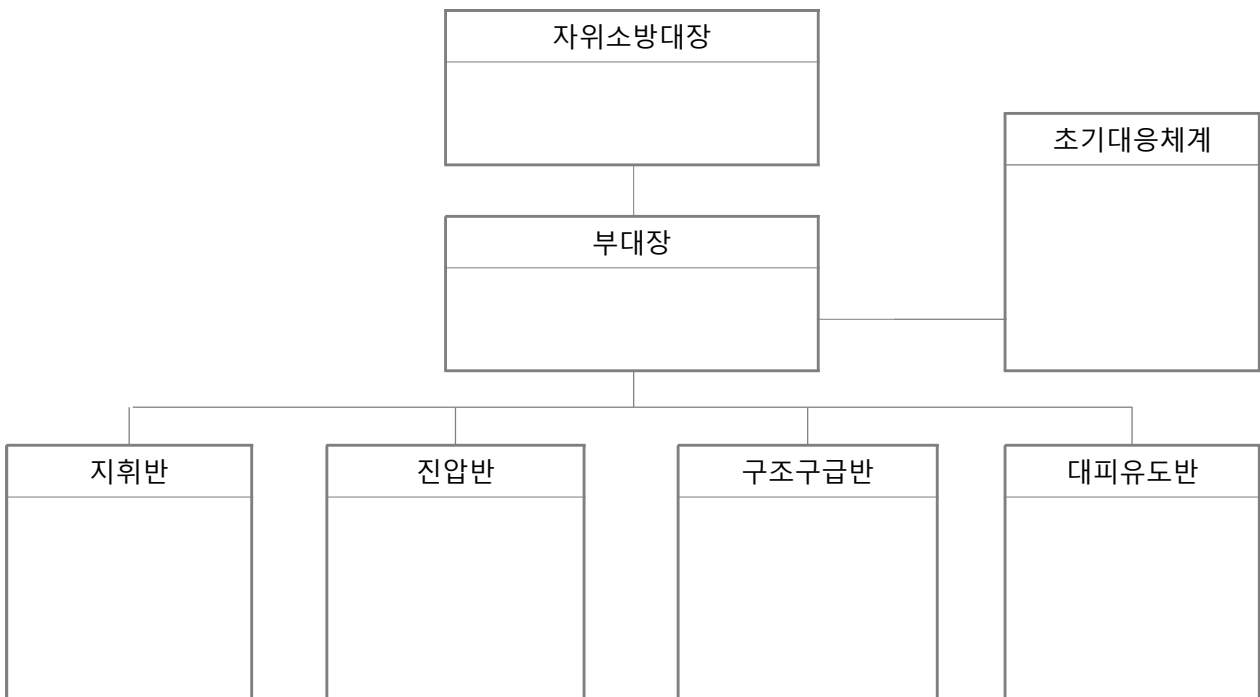 자위소방대장
초기대응체계
부대장
지휘반
진압반
구조구급반
대피유도반